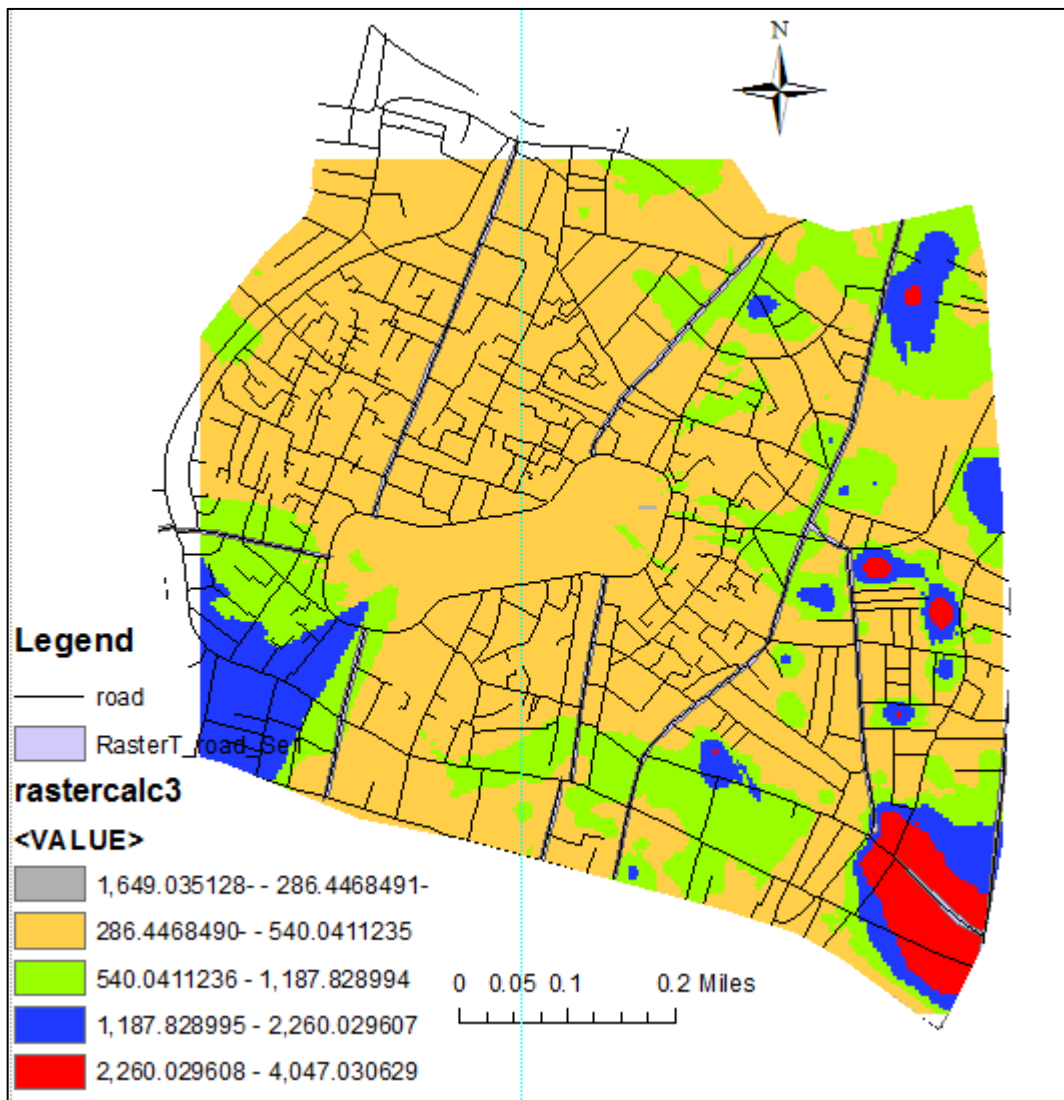 N
Legend
road
RasterT_road_Sel1
rastercalc3
<VALUE>
1,649.035128- - 286.4468491-
286.4468490- - 540.0411235
540.0411236 - 1,187.828994
1,187.828995 - 2,260.029607
2,260.029608 - 4,047.030629
0 0.05 0.1 0.2 Miles